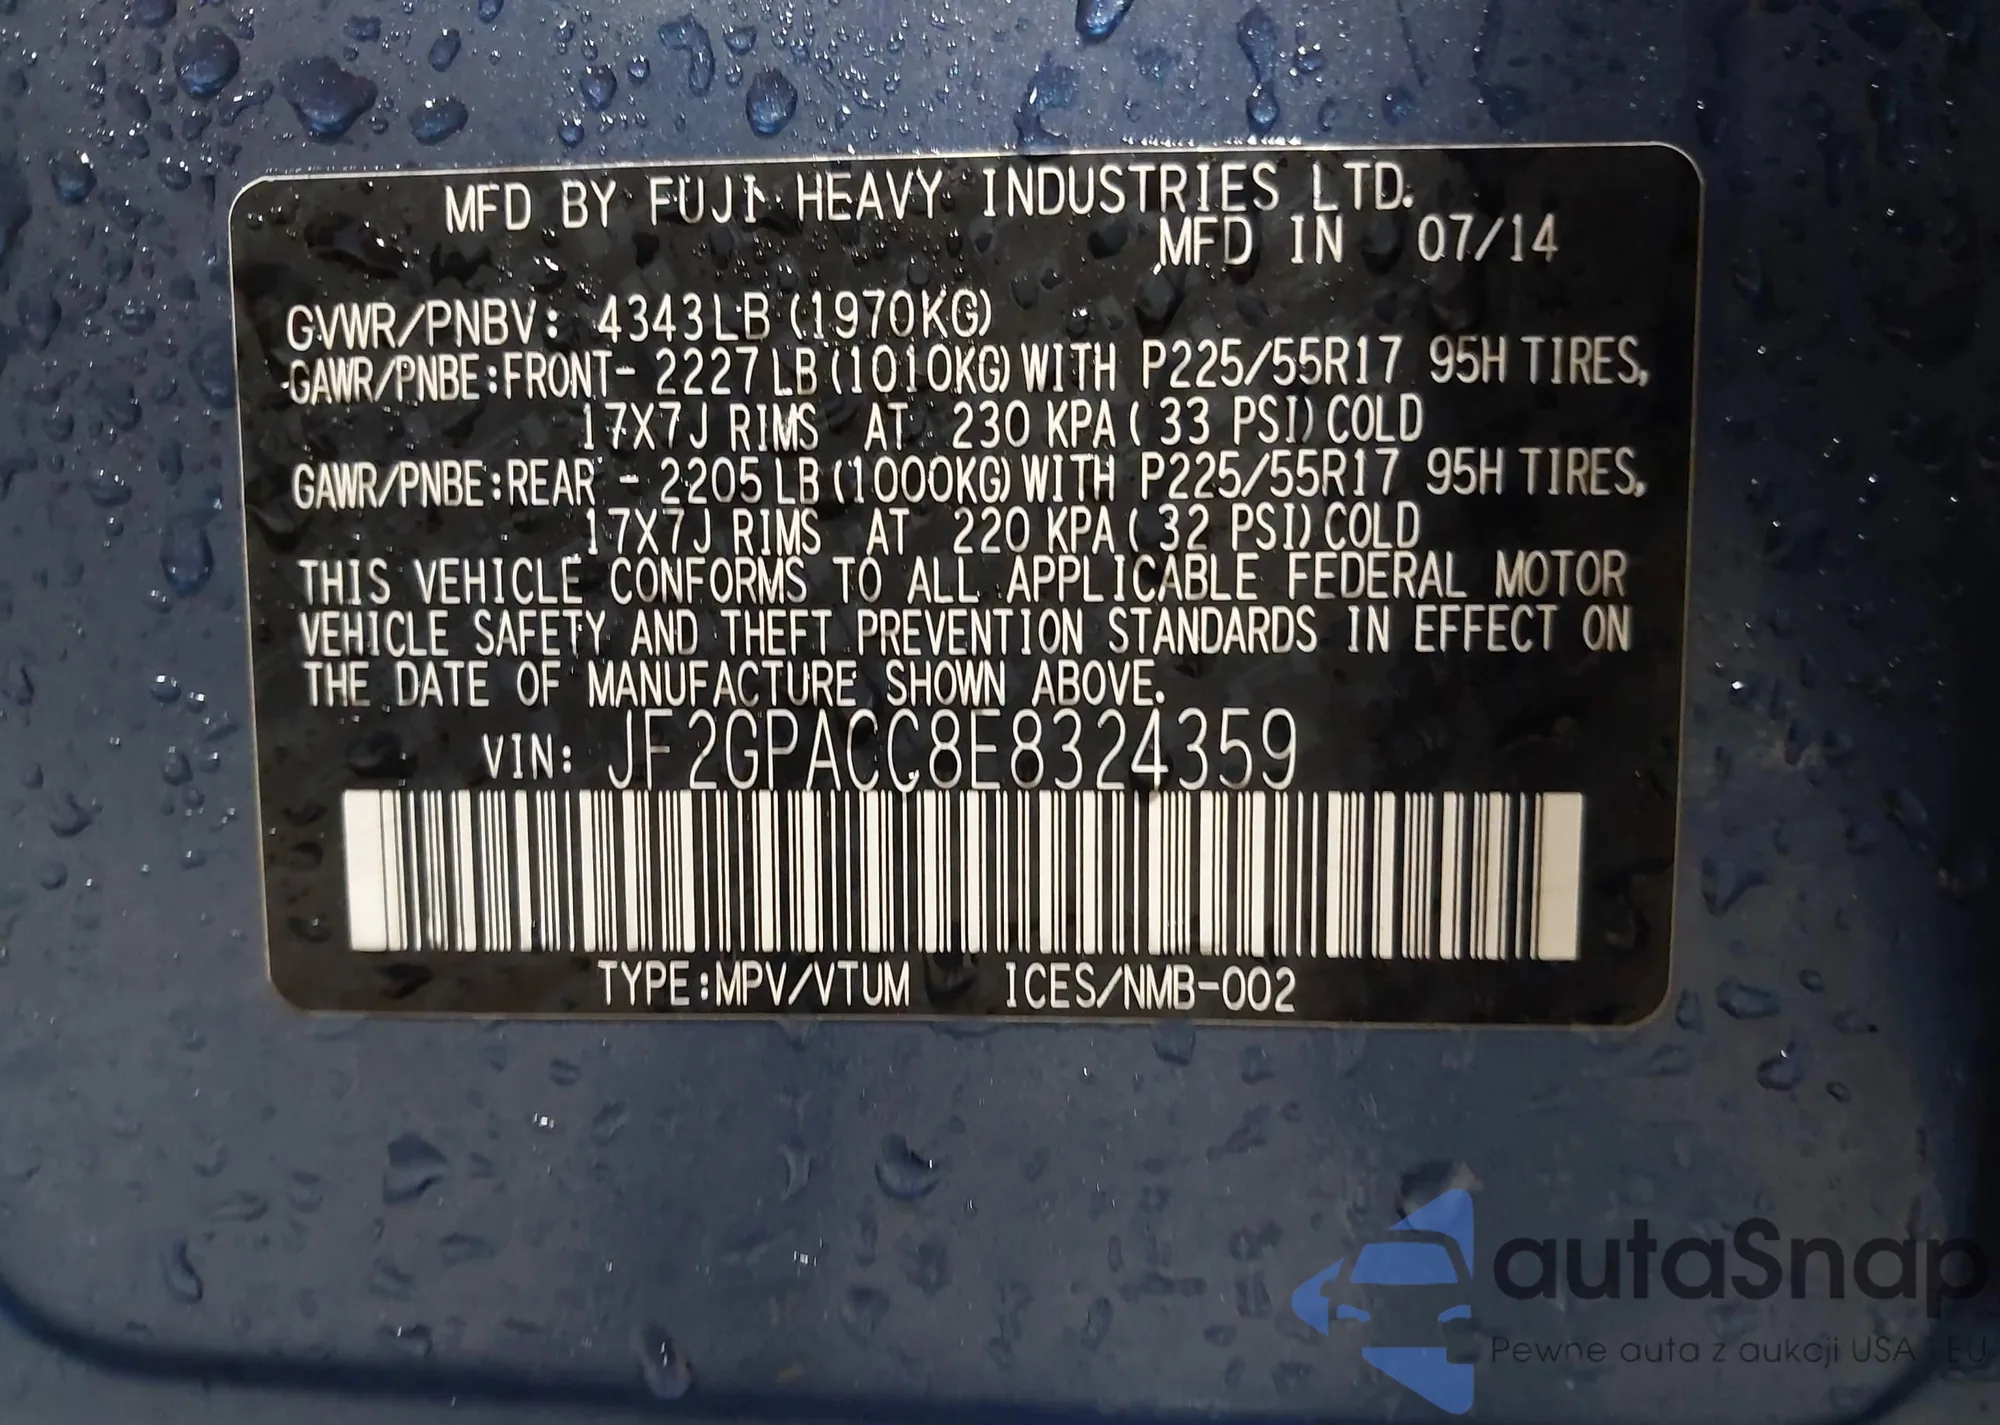 MFD BY FUJI HEAVY INDUSTRIES LTD.
MFD IN 07/14
GVWR/PNBV: 4343LB (1970KG)
GAWR/PNBE:FRONT- 2227LB (1010KG) WITH P225/55R17 95H TIRES,
17X7J RIMS AT 230 KPA ( 33 PSI) COLD
GAWR/PNBE:REAR - 2205LB (1000KG) WITH P225/55R17 95H TIRES,
17X7J RIMS AT 220 KPA ( 32 PSI) COLD
THIS VEHICLE CONFORMS TO ALL APPLICABLE FEDERAL MOTOR
VEHICLE SAFETY AND THEFT PREVENTION STANDARDS IN EFFECT ON
THE DATE OF MANUFACTURE SHOWN ABOVE.
VIN: JF2GPACC8E8324359
TYPE:MPV/VTUM ICES/NMB-002
autaSnap
Pewne auta z aukcji USA i EU